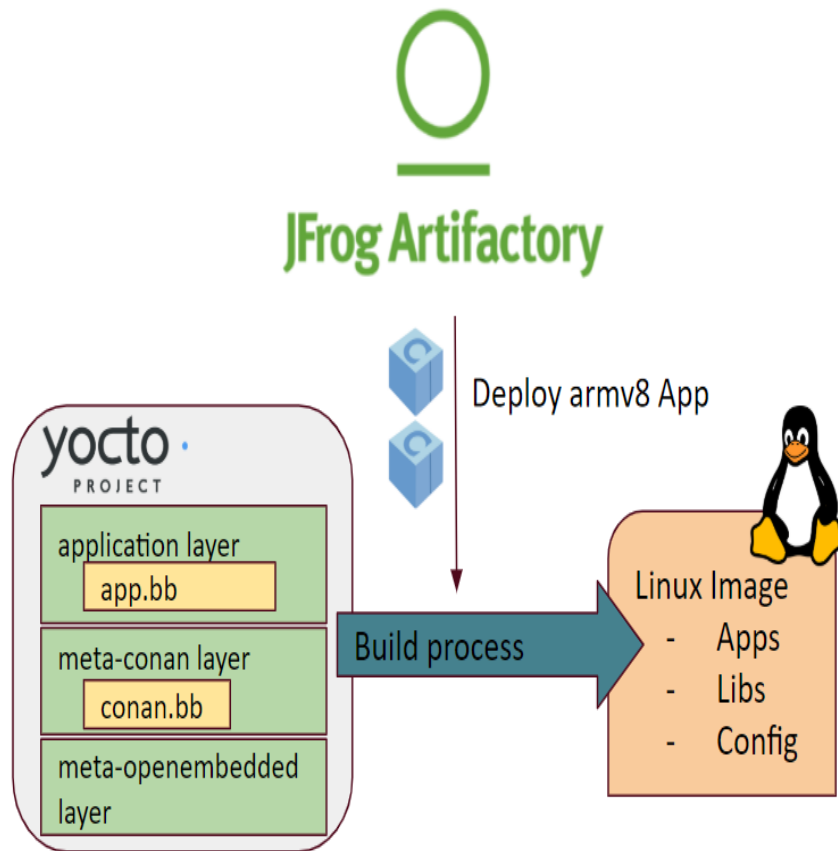 JFrog Artifactory
Deploy armv8 App
yocto
PROJECT
application layer
app.bb
meta-conan layer
conan.bb
meta-openembedded
layer
Build process
Linux Image
- Apps
- Libs
- Config